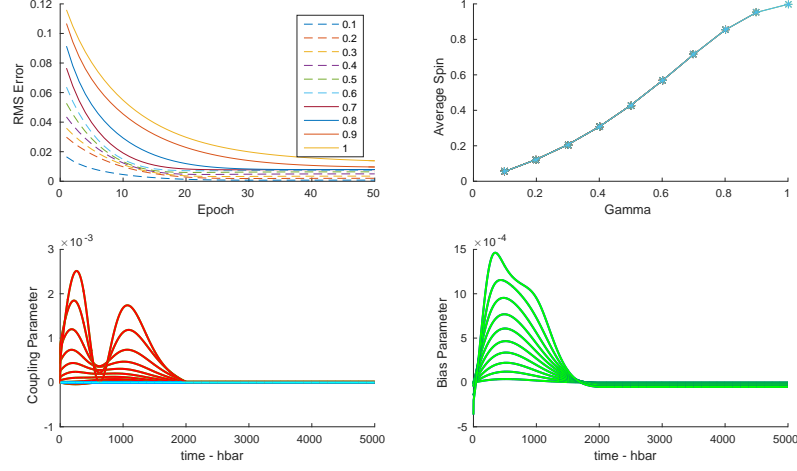 0.12
0.1
0.08
0.06
0.04
0.02
0
RMS Error
0 10 20 30 40 50
Epoch
0.1
0.2
0.3
0.4
0.5
0.6
0.7
0.8
0.9
1
1
0.8
0.6
0.4
0.2
0
Average Spin
0 0.2 0.4 0.6 0.8 1
Gamma
×10 -3
3
2
1
0
-1
Coupling Parameter
0 1000 2000 3000 4000 5000
time - hbar
×10 -4
15
10
5
0
-5
Bias Parameter
0 1000 2000 3000 4000 5000
time - hbar